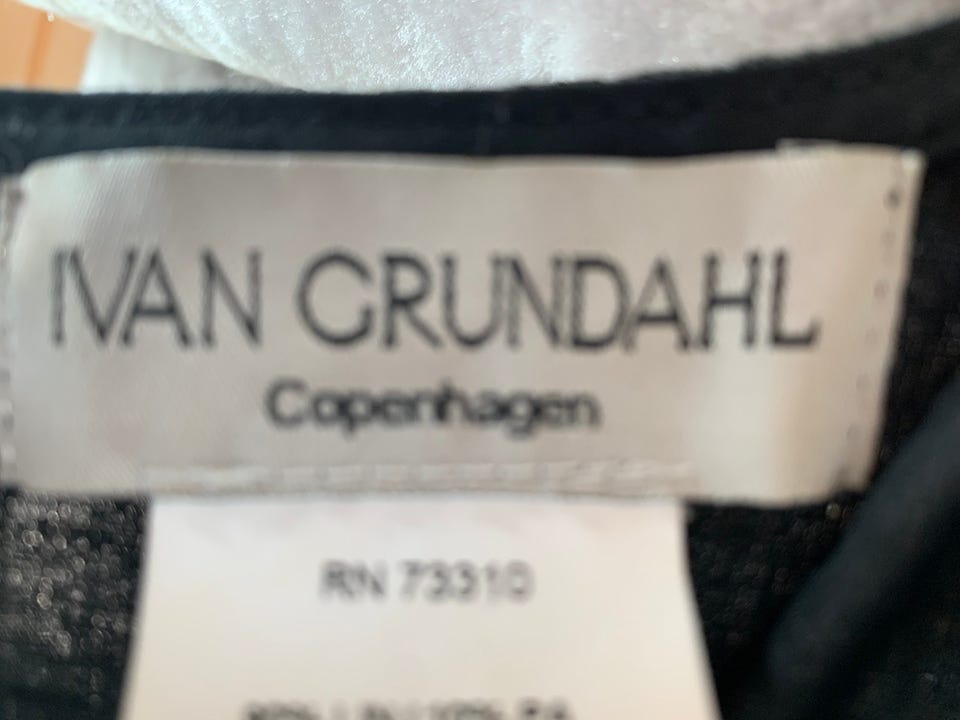 IVAN GRUNDAHL
Copenhagen
RN 73310